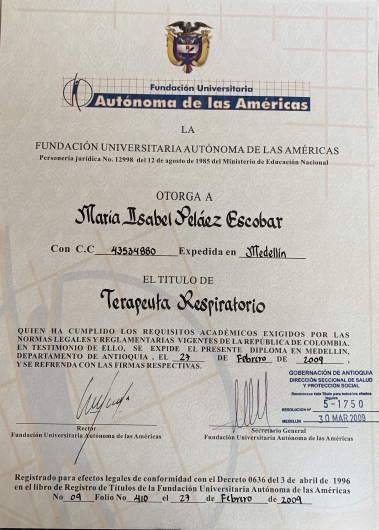 Fundación Universitaria
Autónoma de las Américas
LA
FUNDACIÓN UNIVERSITARIA AUTÓNOMA DE LAS AMÉRICAS
Personería jurídica No. 12998 del 12 de agosto de 1985 del Ministerio de Educación Nacional
OTORGA A
María Isabel Peláez Escobar
Con C.C 43534880 Expedida en Medellín
EL TITULO DE
Terapeuta Respiratorio
QUIEN HA CUMPLIDO LOS REQUISITOS ACADÉMICOS EXIGIDOS POR LAS
NORMAS LEGALES Y REGLAMENTARIAS VIGENTES DE LA REPÚBLICA DE COLOMBIA.
EN TESTIMONIO DE ELLO, SE EXPIDE EL PRESENTE DIPLOMA EN MEDELLIN,
DEPARTAMENTO DE ANTIOQUIA , EL 27 DE Febrero DE 2009 ,
Y SE REFRENDA CON LAS FIRMAS RESPECTIVAS.
GOBERNACIÓN DE ANTIOQUIA
DIRECCIÓN SECCIONAL DE SALUD
Y PROTECCIÓN SOCIAL
RESOLUCIÓN Nº 5-1750
MEDELLÍN 30 MAR 2009
Rector
Fundación Universitaria Autónoma de las Américas
Secretario General
Fundación Universitaria Autónoma de las Américas
Registrado para efectos legales de conformidad con el Decreto 0636 del 3 de abril de 1996
en el libro de Registro de Títulos de la Fundación Universitaria Autónoma de las Américas
No 09 Folio No 410 el 27 de Febrero de 2009